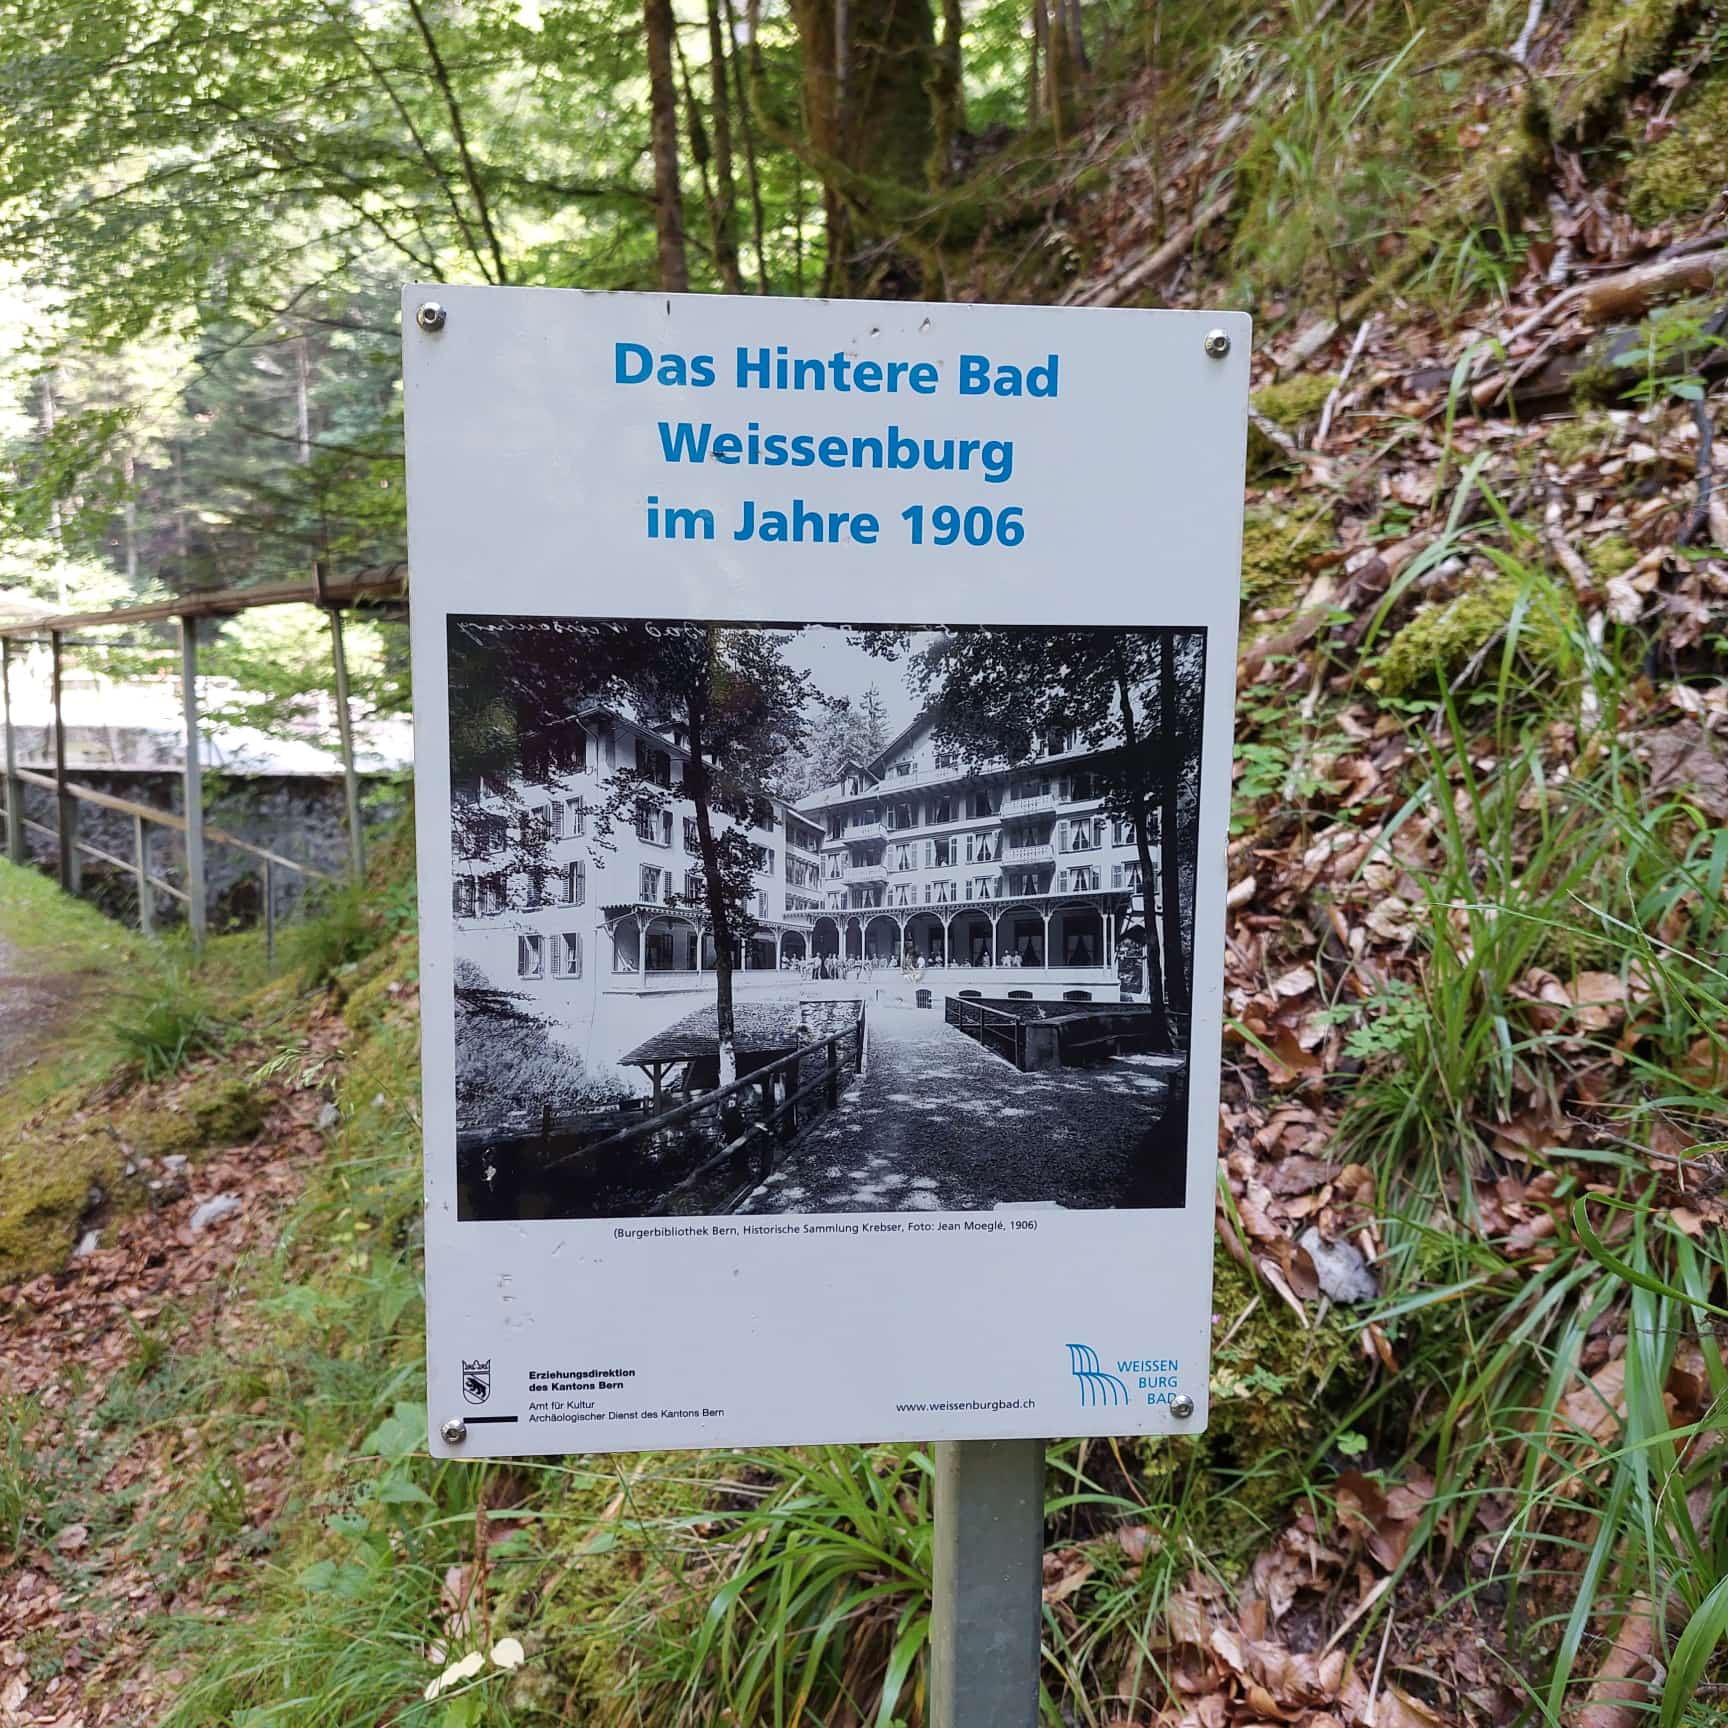 Das Hintere Bad
Weissenburg
im Jahre 1906
(Burgerbibliothek Bern, Historische Sammlung Krebser, Foto: Jean Moeglé, 1906)
Erziehungsdirektion
des Kantons Bern
Amt für Kultur
Archäologischer Dienst des Kantons Bern
www.weissenburgbad.ch
WEISSEN
BURG
BAD